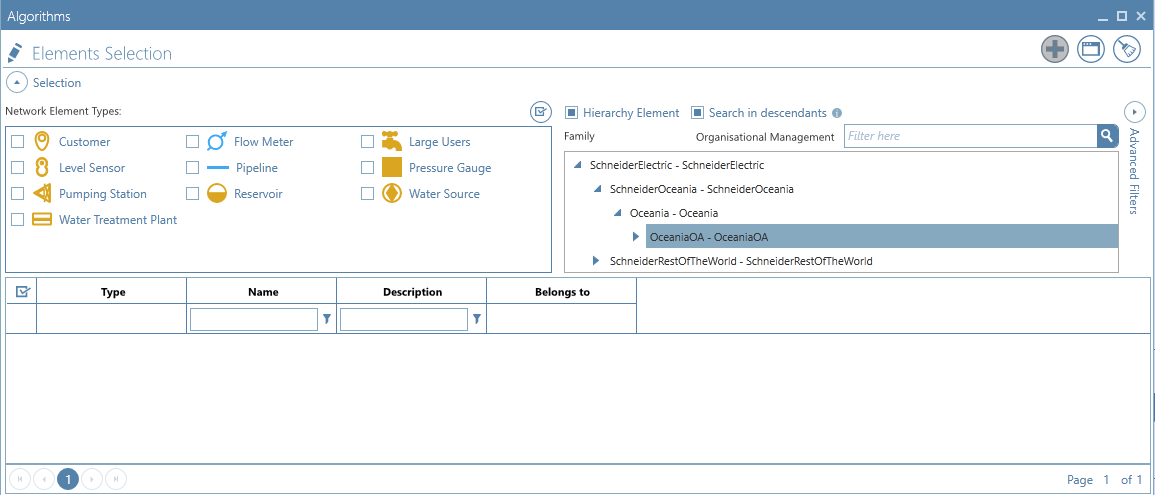 Algorithms
Elements Selection
Selection
Network Element Types:
Hierarchy Element
Search in descendants
Family
Organisational Management
Filter here
Advanced Filters
Customer
Flow Meter
Large Users
Level Sensor
Pipeline
Pressure Gauge
Pumping Station
Reservoir
Water Source
Water Treatment Plant
SchneiderElectric - SchneiderElectric
SchneiderOceania - SchneiderOceania
Oceania - Oceania
OceaniaOA - OceaniaOA
SchneiderRestOfTheWorld - SchneiderRestOfTheWorld
Type
Name
Description
Belongs to
1
Page 1 of 1